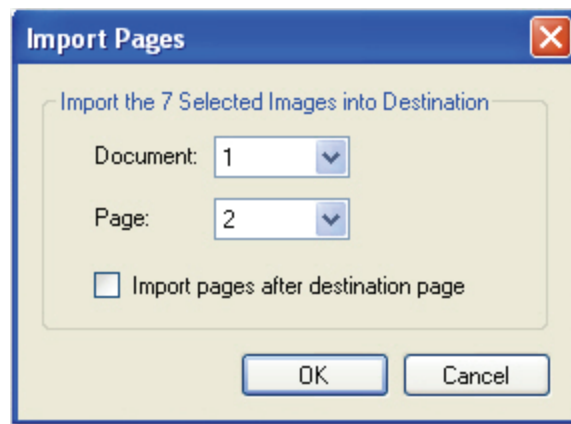 Import Pages
Import the 7 Selected Images into Destination
Document: 1
Page: 2
Import pages after destination page
OK Cancel